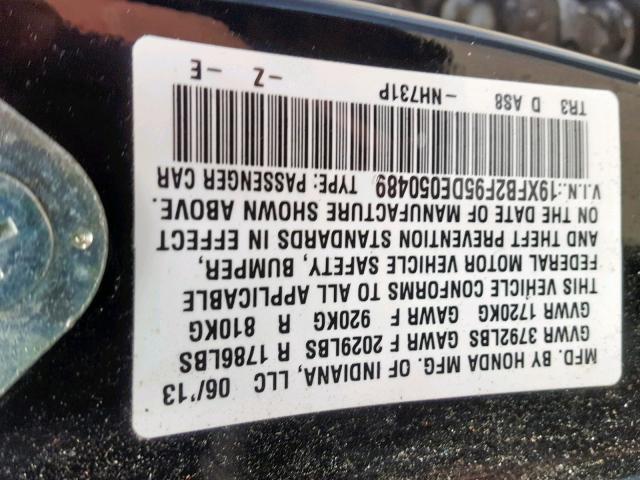 MFD. BY HONDA MFG. OF INDIANA, LLC 06/'13
GVWR 3792LBS GAWR F 2029LBS R 1786LBS
GVWR 1720KG GAWR F 920KG R 810KG
THIS VEHICLE CONFORMS TO ALL APPLICABLE
FEDERAL MOTOR VEHICLE SAFETY, BUMPER,
AND THEFT PREVENTION STANDARDS IN EFFECT
ON THE DATE OF MANUFACTURE SHOWN ABOVE.
V.I.N.:19XFB2F95DE050489 TYPE: PASSENGER CAR
TR3 D AS8 -NH731P -Z -E